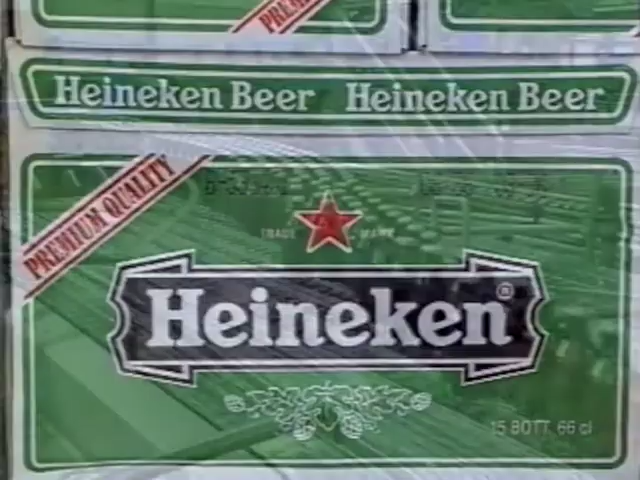 PREM
Heineken Beer Heineken Beer
PREMIUM QUALITY
TRADE MARK
Heineken®
15 BOTT. 66 cl